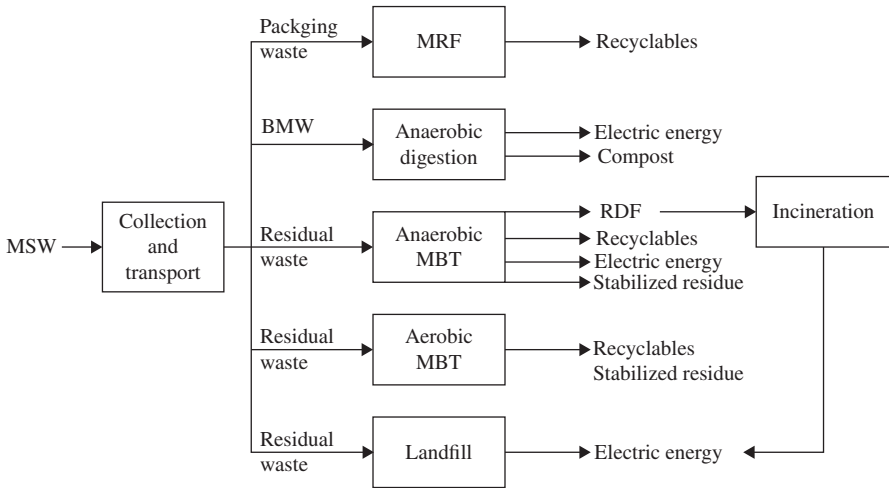 Packging
waste
MRF
Recyclables
BMW
Anaerobic
digestion
Electric energy
Compost
MSW
Collection
and
transport
Residual
waste
Anaerobic
MBT
RDF
Recyclables
Electric energy
Stabilized residue
Incineration
Residual
waste
Aerobic
MBT
Recyclables
Stabilized residue
Residual
waste
Landfill
Electric energy